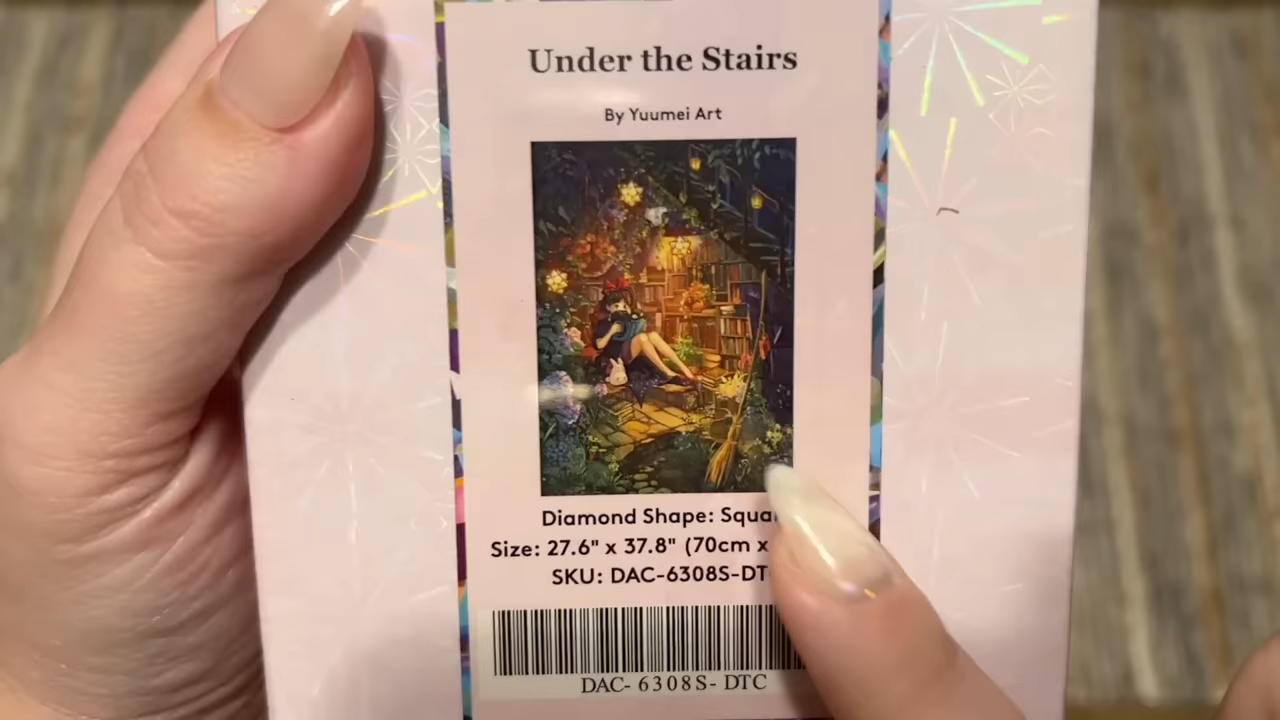 Under the Stairs
By Yuumei Art
Diamond Shape:
Size: 27.6" x 37.8" (70cm x
SKU: DAC-6308S-DT
DAC- 6308S- DTC